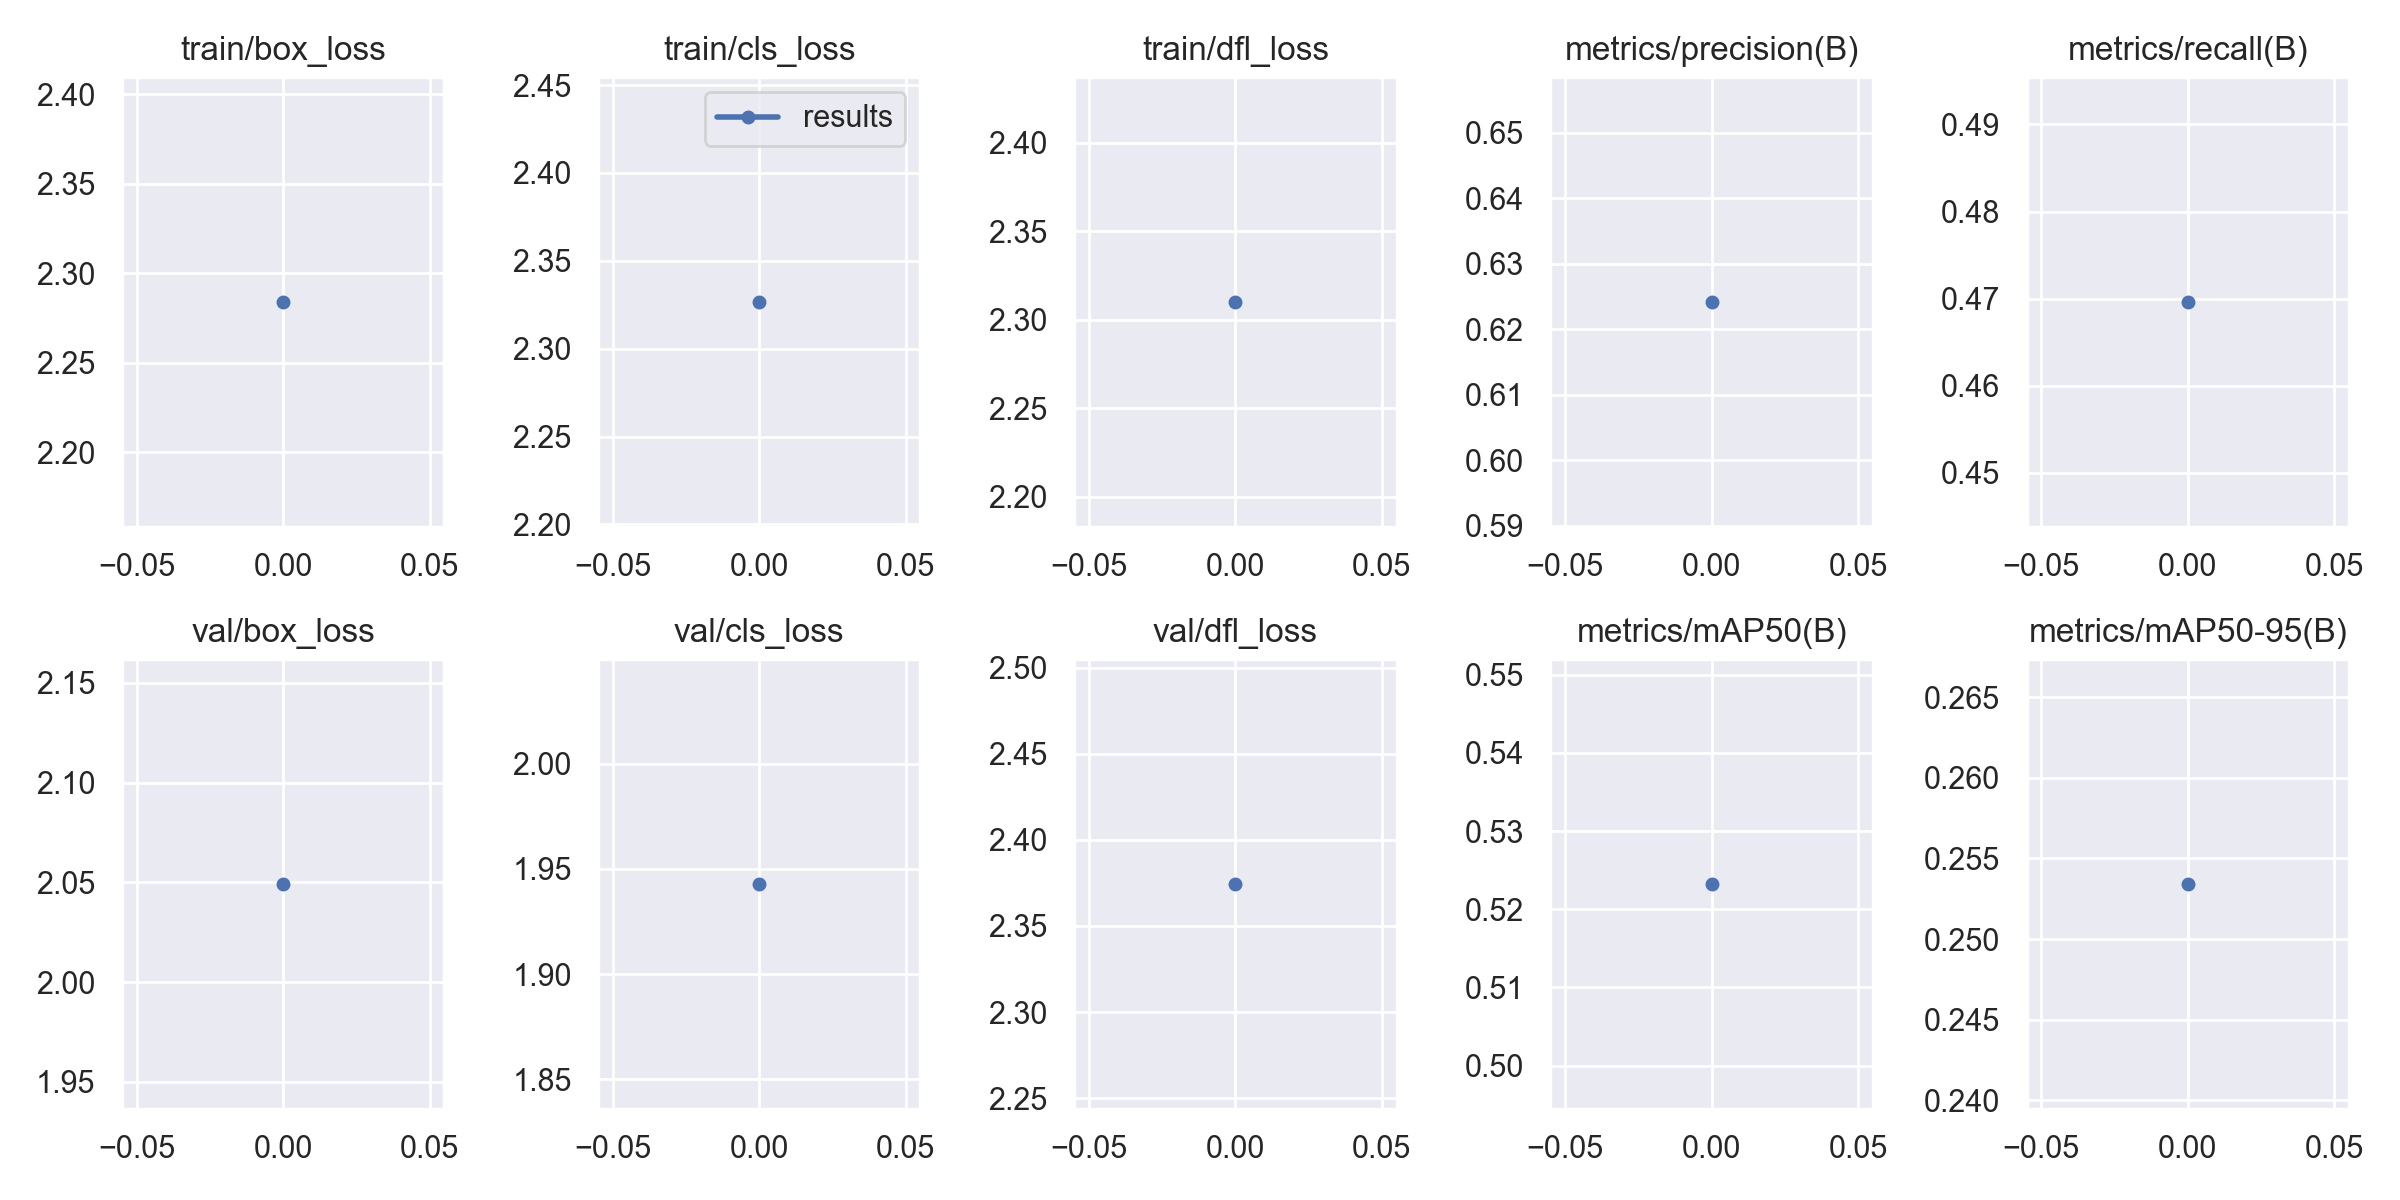 train/box_loss
2.40
2.35
2.30
2.25
2.20
−0.05 0.00 0.05
train/cls_loss
results
2.45
2.40
2.35
2.30
2.25
2.20
−0.05 0.00 0.05
train/dfl_loss
2.40
2.35
2.30
2.25
2.20
−0.05 0.00 0.05
metrics/precision(B)
0.65
0.64
0.63
0.62
0.61
0.60
0.59
−0.05 0.00 0.05
metrics/recall(B)
0.49
0.48
0.47
0.46
0.45
−0.05 0.00 0.05
val/box_loss
2.15
2.10
2.05
2.00
1.95
−0.05 0.00 0.05
val/cls_loss
2.00
1.95
1.90
1.85
−0.05 0.00 0.05
val/dfl_loss
2.50
2.45
2.40
2.35
2.30
2.25
−0.05 0.00 0.05
metrics/mAP50(B)
0.55
0.54
0.53
0.52
0.51
0.50
−0.05 0.00 0.05
metrics/mAP50-95(B)
0.265
0.260
0.255
0.250
0.245
0.240
−0.05 0.00 0.05